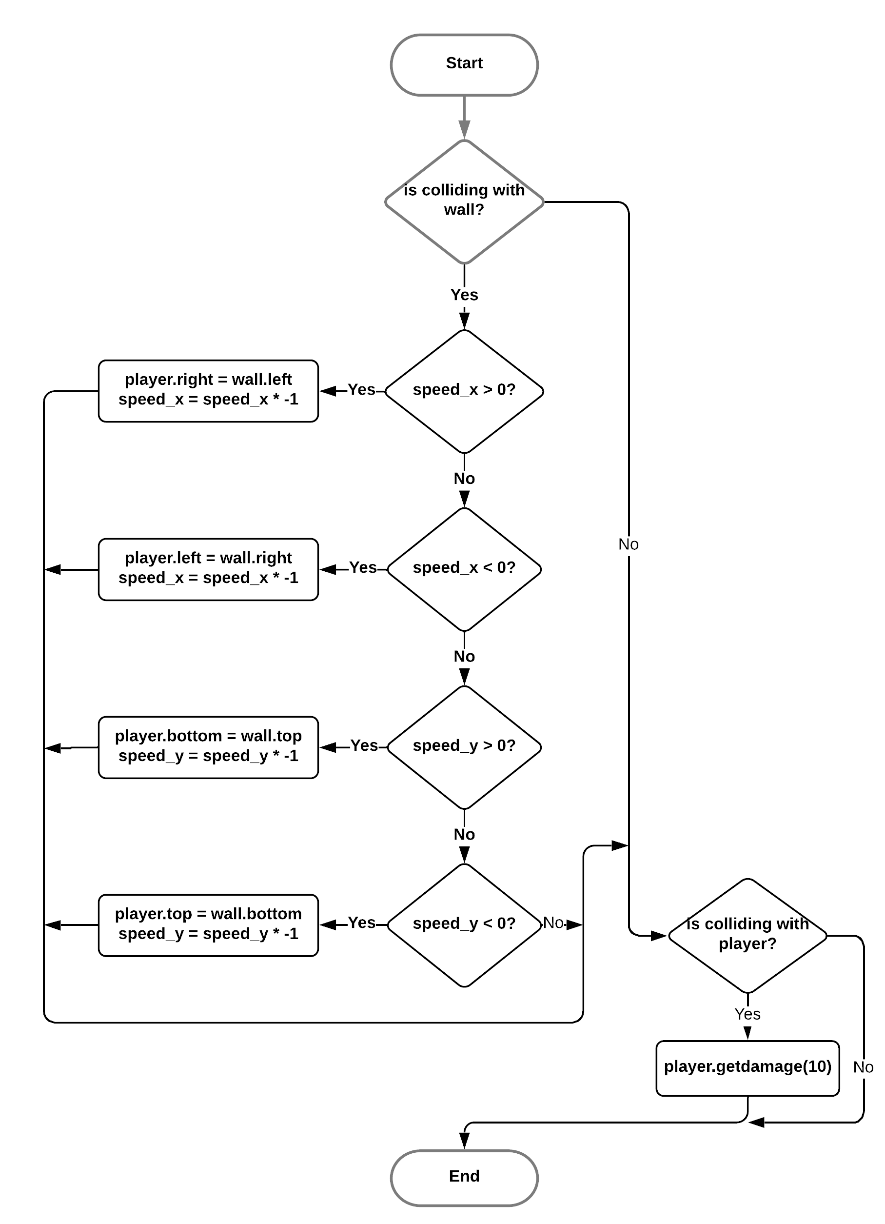 Start
is colliding with
wall?
Yes
player.right = wall.left
speed_x = speed_x * -1
Yes
speed_x > 0?
No
No
player.left = wall.right
speed_x = speed_x * -1
Yes
speed_x < 0?
No
player.bottom = wall.top
speed_y = speed_y * -1
Yes
speed_y > 0?
No
player.top = wall.bottom
speed_y = speed_y * -1
Yes
speed_y < 0?
No
is colliding with
player?
Yes
player.getdamage(10)
No
End